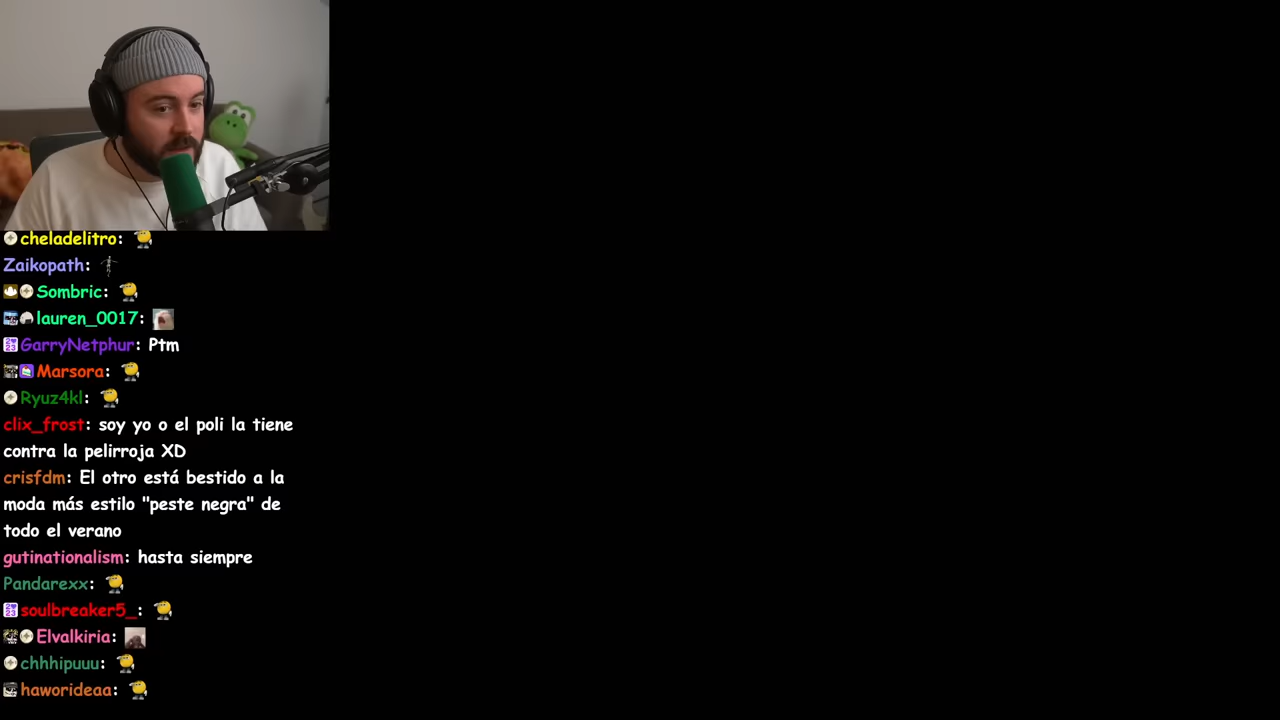 cheladelitro:
Zaikopath:
Sombric:
lauren_0017:
GarryNetphur: Ptm
Marsora:
Ryuz4kl:
clix_frost: soy yo o el poli la tiene
contra la pelirroja XD
crisfdm: El otro está bestido a la
moda más estilo "peste negra" de
todo el verano
gutinationalism: hasta siempre
Pandarexx:
soulbreaker5_:
Elvalkiria:
chhhipuuu:
haworideaa: